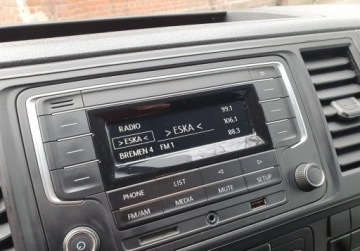 RADIO 99.1
> ESKA < > ESKA < 106.1
BREMEN 4 FM 1 88.3
PHONE LIST < > SETUP
FM/AM MEDIA MUTE